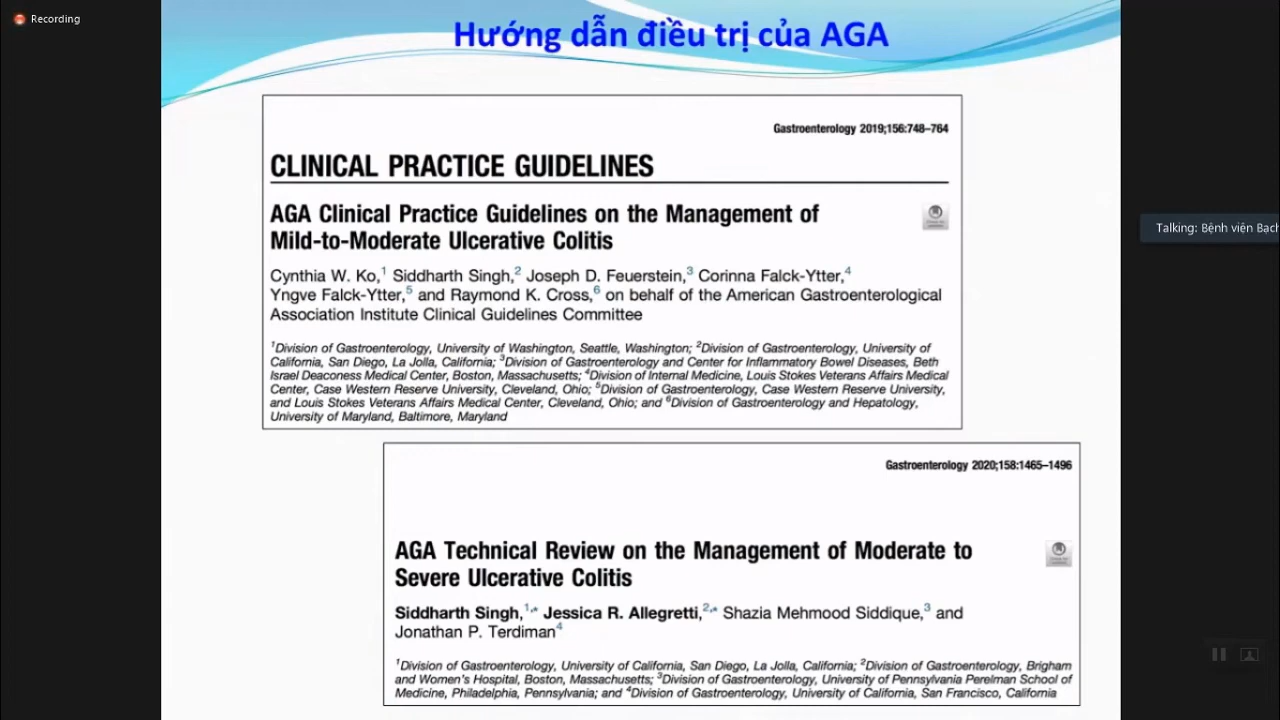 Recording
Hướng dẫn điều trị của AGA
Gastroenterology 2019;156:748–764
CLINICAL PRACTICE GUIDELINES
AGA Clinical Practice Guidelines on the Management of
Mild-to-Moderate Ulcerative Colitis
Cynthia W. Ko,1 Siddharth Singh,2 Joseph D. Feuerstein,3 Corinna Falck-Ytter,4
Yngve Falck-Ytter,5 and Raymond K. Cross,6 on behalf of the American Gastroenterological
Association Institute Clinical Guidelines Committee
1Division of Gastroenterology, University of Washington, Seattle, Washington; 2Division of Gastroenterology, University of
California, San Diego, La Jolla, California; 3Division of Gastroenterology and Center for Inflammatory Bowel Diseases, Beth
Israel Deaconess Medical Center, Boston, Massachusetts; 4Division of Internal Medicine, Louis Stokes Veterans Affairs Medical
Center, Case Western Reserve University, Cleveland, Ohio; 5Division of Gastroenterology, Case Western Reserve University,
and Louis Stokes Veterans Affairs Medical Center, Cleveland, Ohio; and 6Division of Gastroenterology and Hepatology,
University of Maryland, Baltimore, Maryland
Talking: Bệnh viện Bạch
Gastroenterology 2020;158:1465–1496
AGA Technical Review on the Management of Moderate to
Severe Ulcerative Colitis
Siddharth Singh,1,* Jessica R. Allegretti,2,* Shazia Mehmood Siddique,3 and
Jonathan P. Terdiman4
1Division of Gastroenterology, University of California, San Diego, La Jolla, California; 2Division of Gastroenterology, Brigham
and Women's Hospital, Boston, Massachusetts; 3Division of Gastroenterology, University of Pennsylvania Perelman School of
Medicine, Philadelphia, Pennsylvania; and 4Division of Gastroenterology, University of California, San Francisco, California